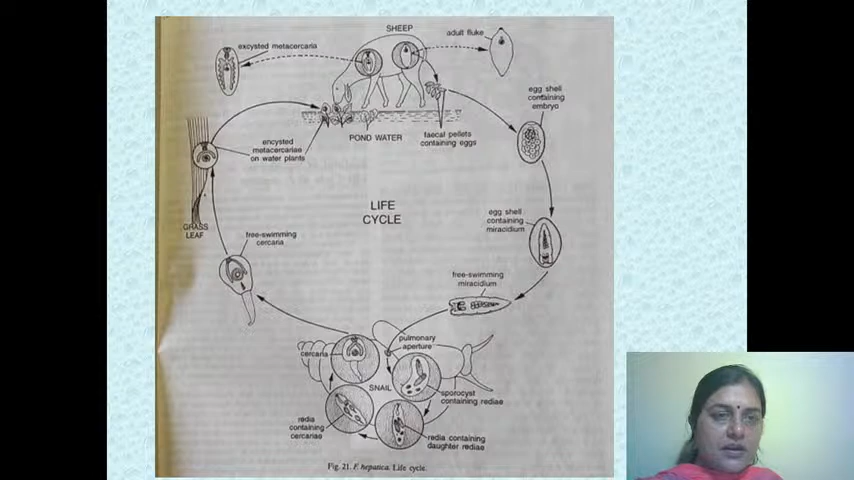 SHEEP
adult fluke
excysted metacercaria
egg shell
containing
embryo
encysted
metacercariae
on water plants
POND WATER
faecal pellets
containing eggs
LIFE
CYCLE
egg shell
containing
miracidium
GRASS
LEAF
free-swimming
cercaria
free-swimming
miracidium
pulmonary
aperture
cercaria
SNAIL
sporocyst
containing rediae
redia
containing
cercariae
redia containing
daughter rediae
Fig. 21. F. hepatica. Life cycle.